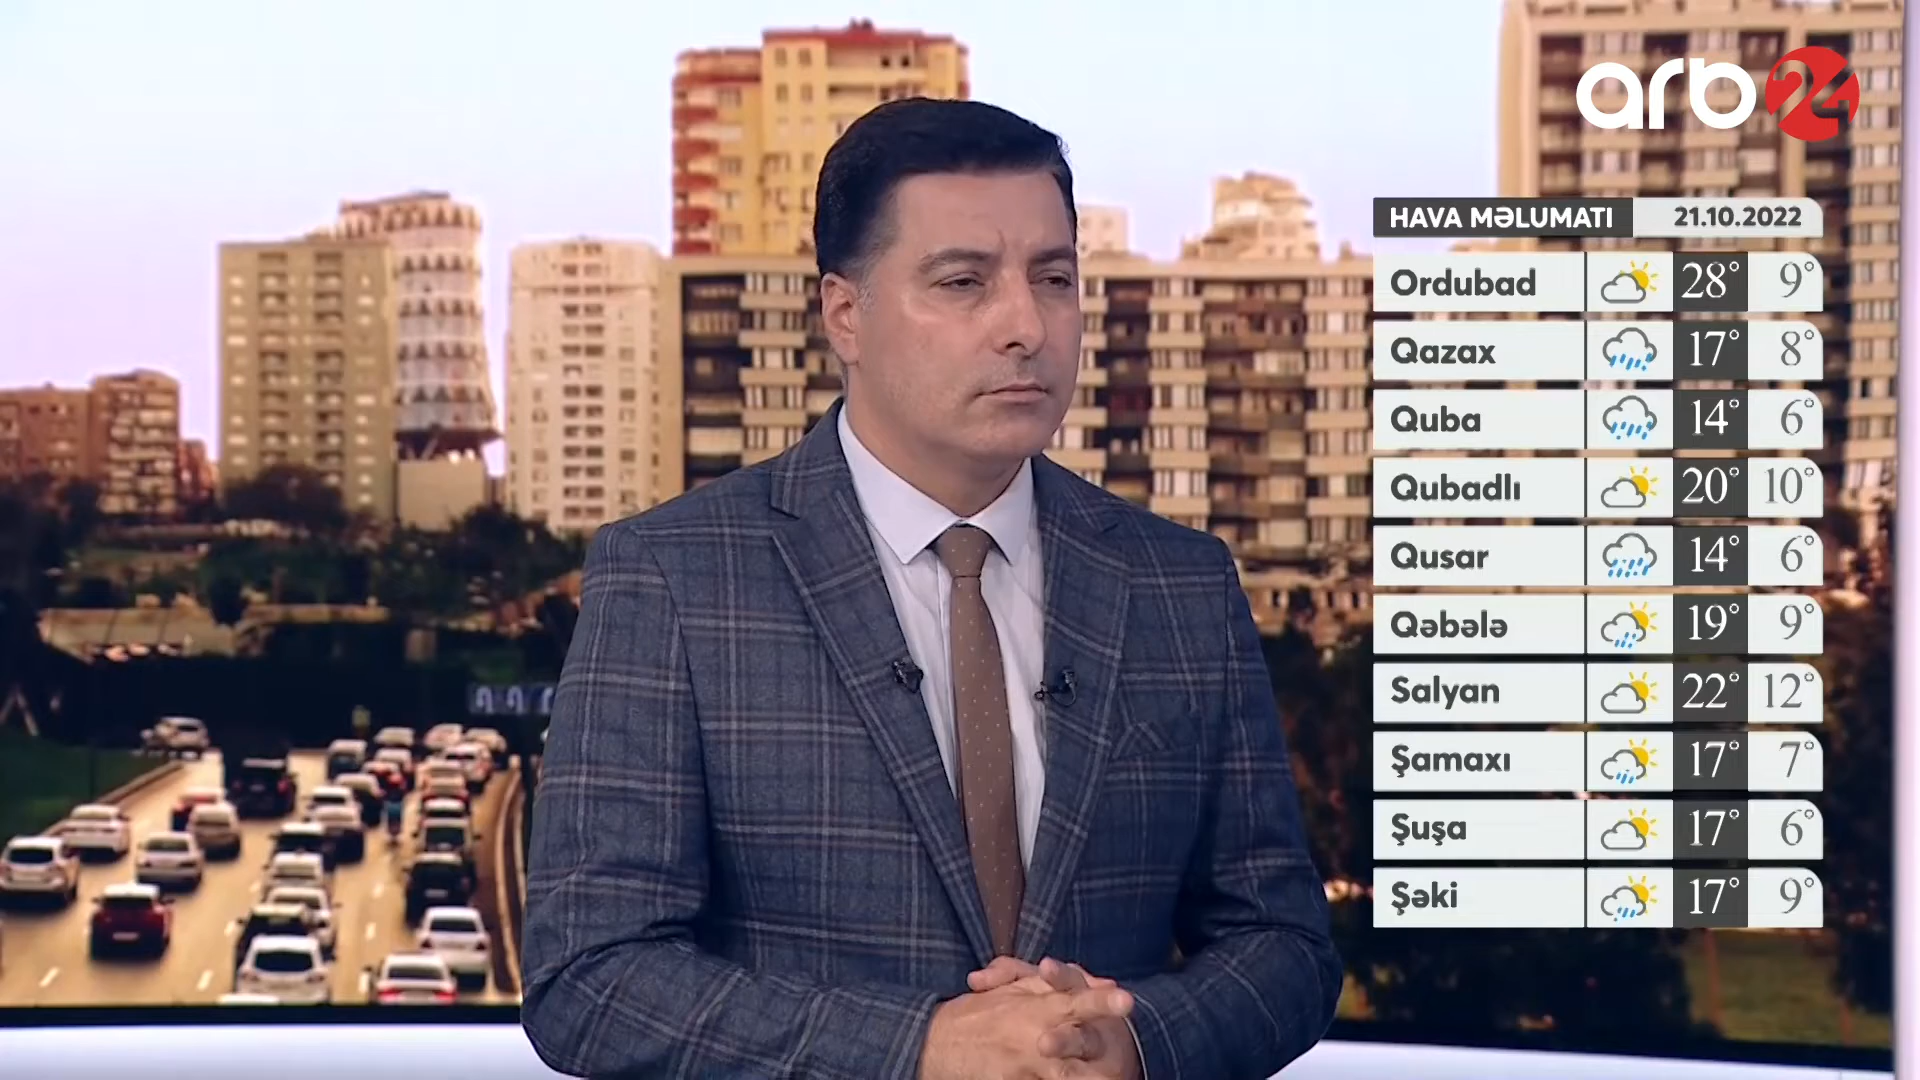 arb24
HAVA MƏLUMATI 21.10.2022
Ordubad 28° 9°
Qazax 17° 8°
Quba 14° 6°
Qubadlı 20° 10°
Qusar 14° 6°
Qəbələ 19° 9°
Salyan 22° 12°
Şamaxı 17° 7°
Şuşa 17° 6°
Şəki 17° 9°